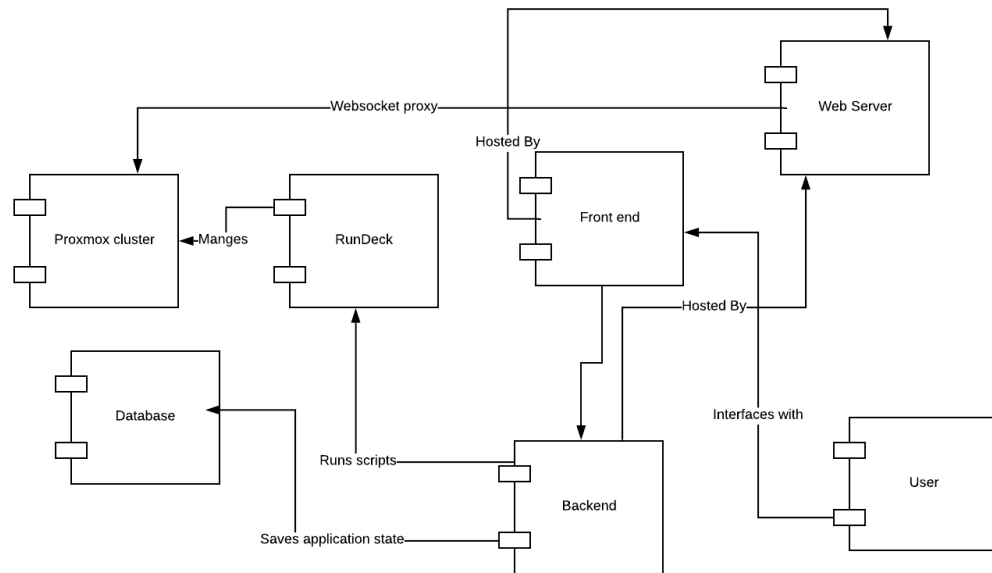 Web Server
Websocket proxy
Hosted By
Front end
Proxmox cluster
Manges
RunDeck
Hosted By
Database
Interfaces with
Runs scripts
User
Backend
Saves application state